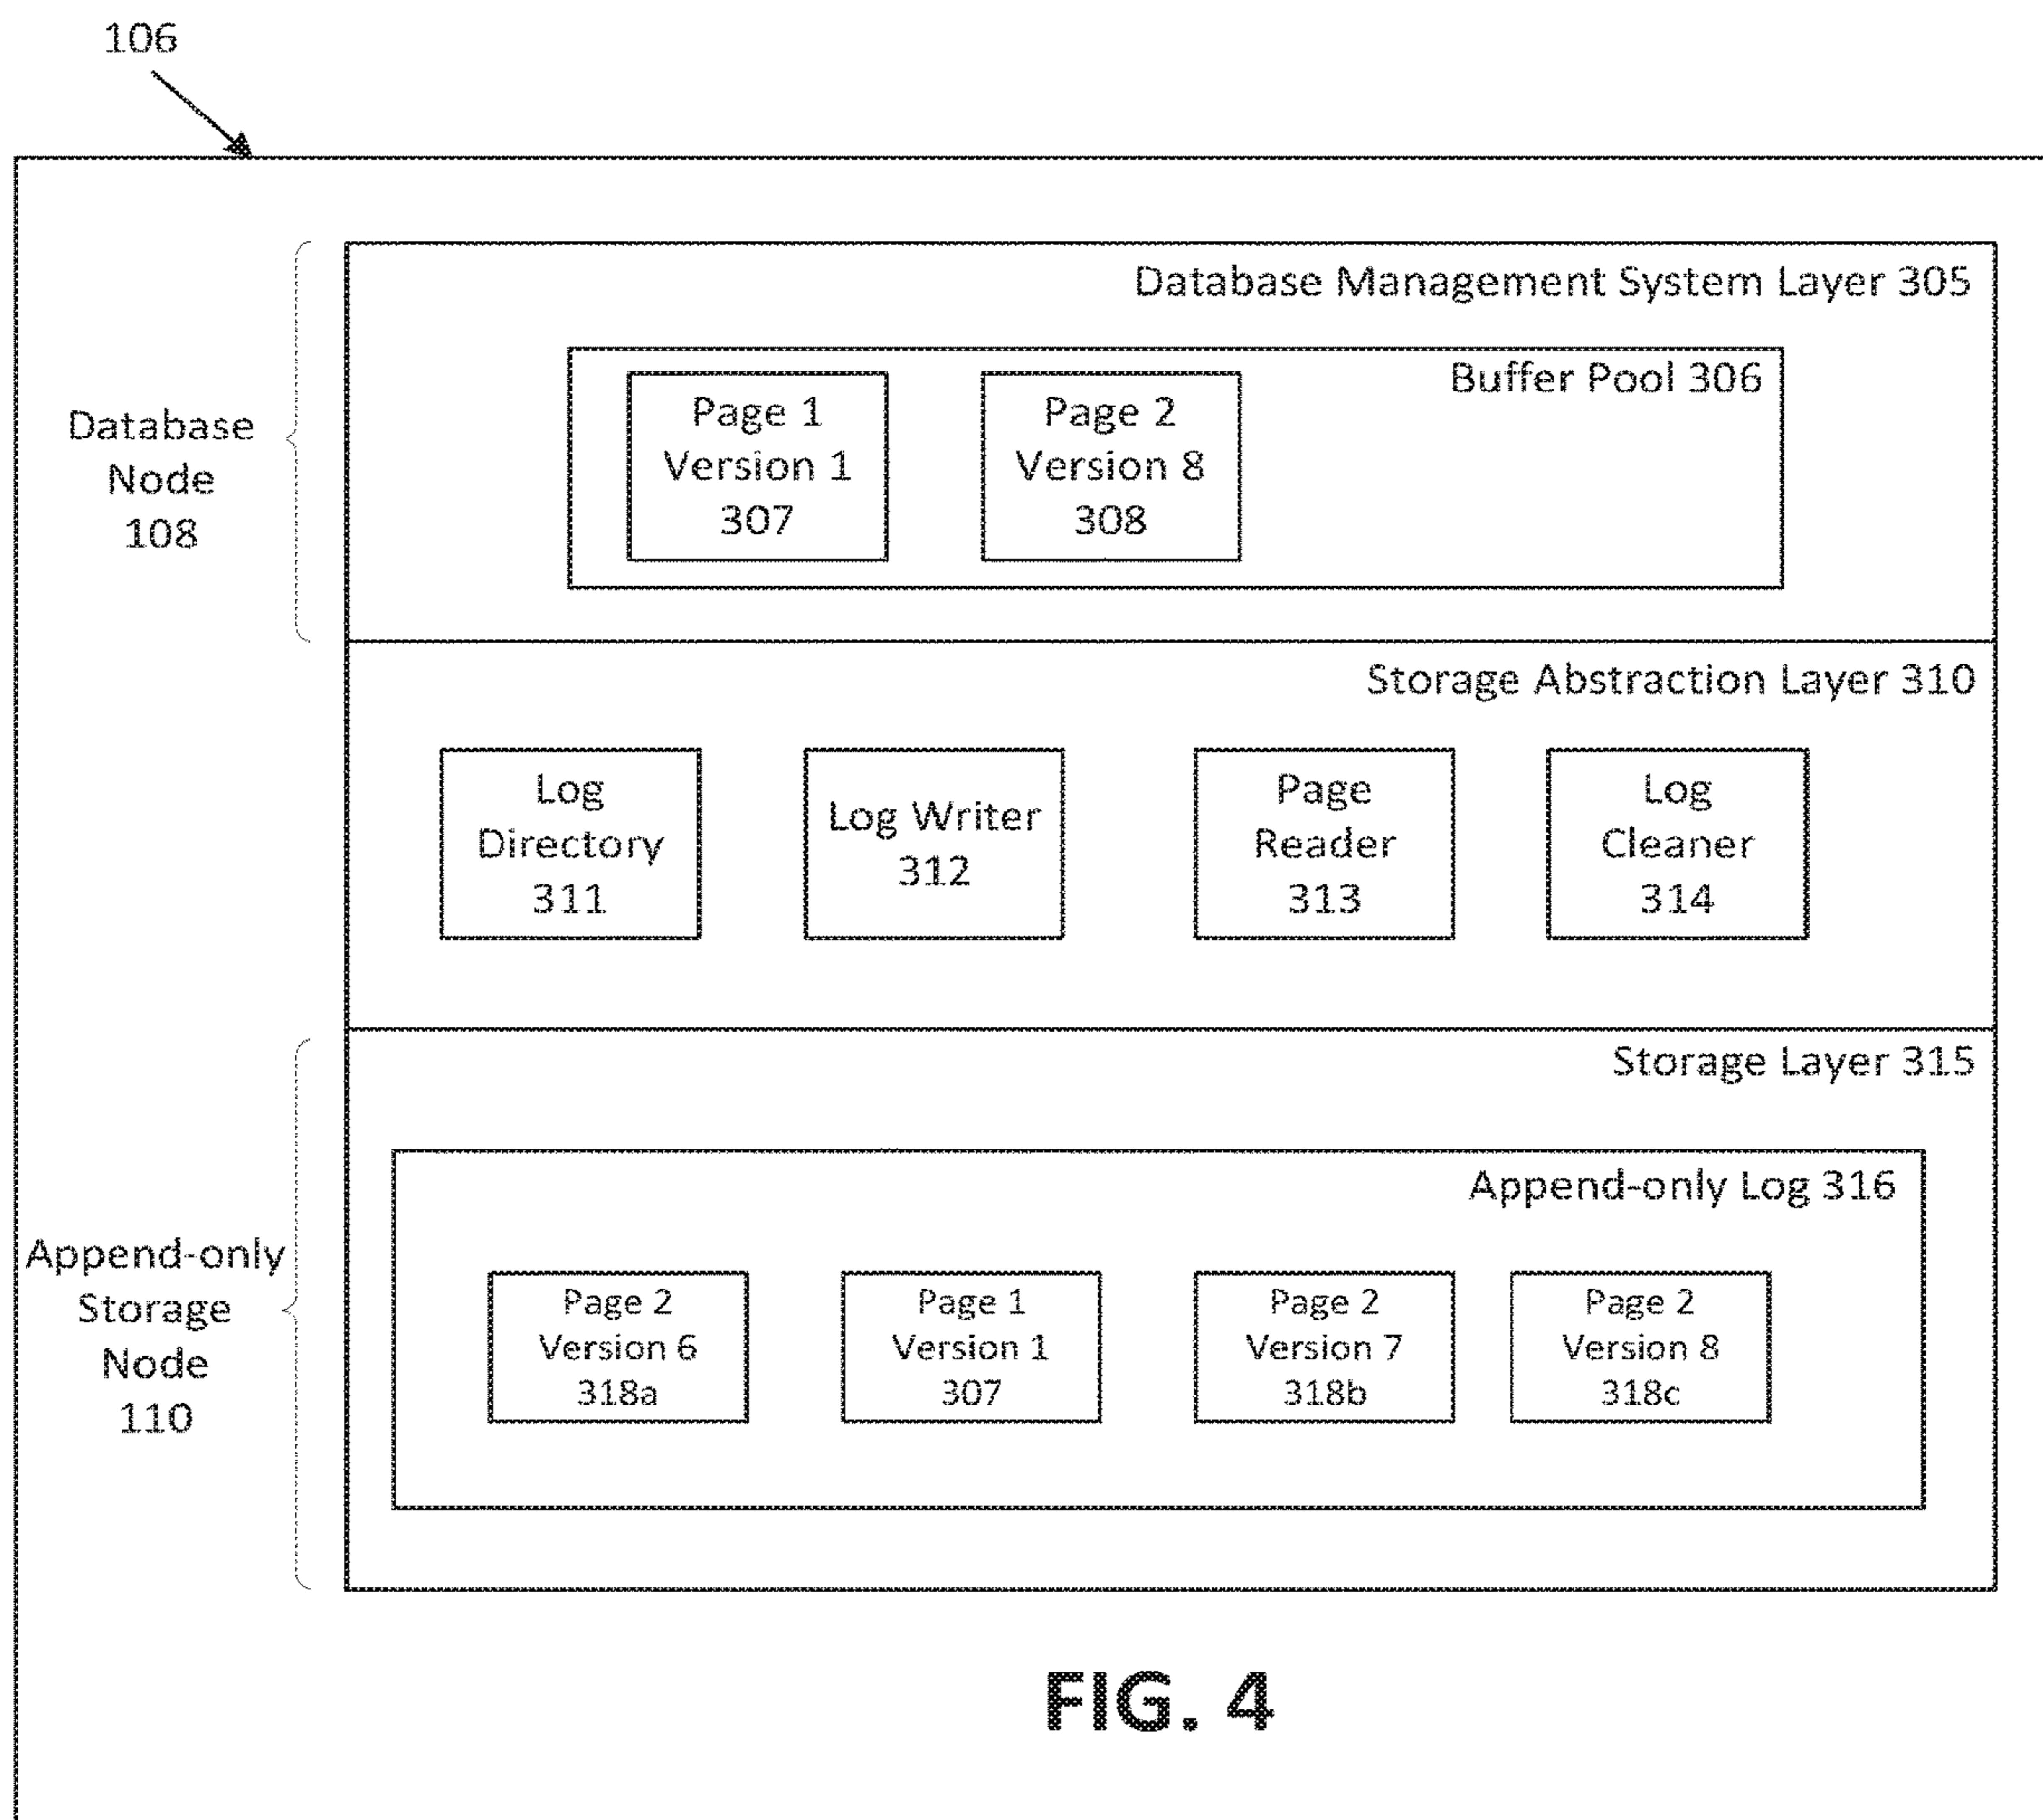 106
Database Management System Layer 305
Buffer Pool 306
Page 1
Version 1
307
Page 2
Version 8
308
Database
Node
108
Storage Abstraction Layer 310
Log
Directory
311
Log Writer
312
Page
Reader
313
Log
Cleaner
314
Storage Layer 315
Append-only Log 316
Page 2
Version 6
318a
Page 1
Version 1
307
Page 2
Version 7
318b
Page 2
Version 8
318c
Append-only
Storage
Node
110
FIG. 4